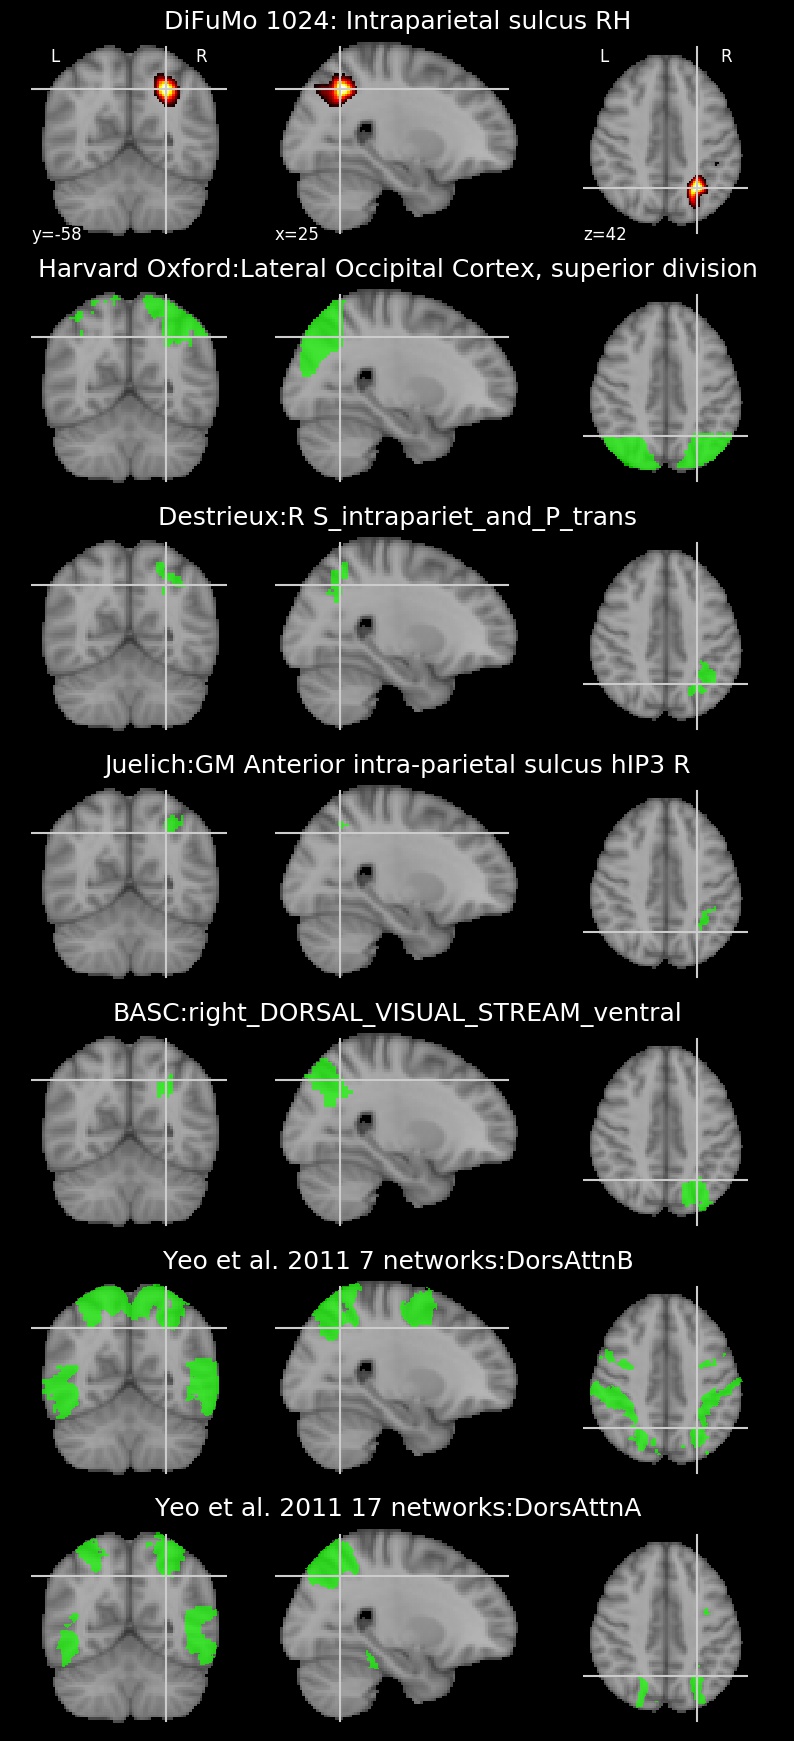 DiFuMo 1024: Intraparietal sulcus RH
L R L R
y=-58 x=25 z=42
Harvard Oxford:Lateral Occipital Cortex, superior division
Destrieux:R S_intrapariet_and_P_trans
Juelich:GM Anterior intra-parietal sulcus hIP3 R
BASC:right_DORSAL_VISUAL_STREAM_ventral
Yeo et al. 2011 7 networks:DorsAttnB
Yeo et al. 2011 17 networks:DorsAttnA